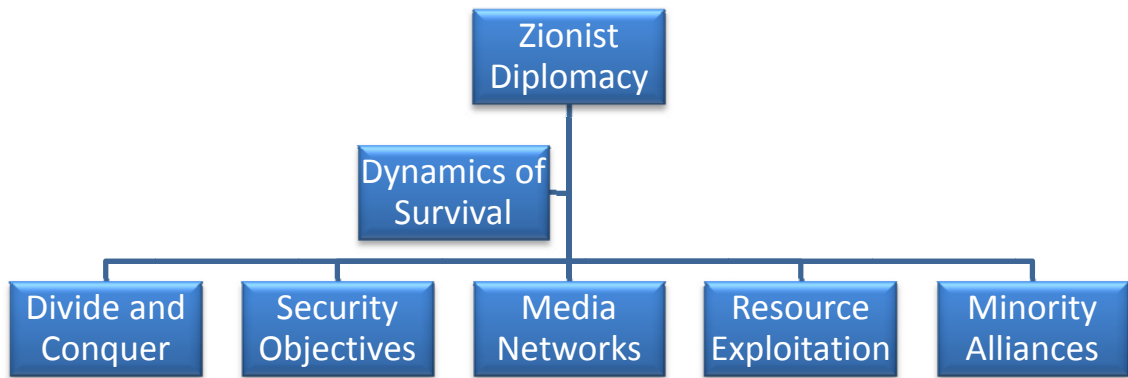 Zionist
Diplomacy
Dynamics of
Survival
Divide and
Conquer
Security
Objectives
Media
Networks
Resource
Exploitation
Minority
Alliances